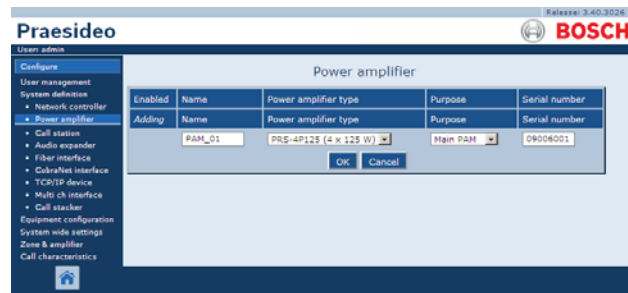 Release: 3.40.3026
Praesideo
BOSCH
User: admin
Configure
User management
System definition
• Network controller
• Power amplifier
• Call station
• Audio expander
• Fiber interface
• CobraNet interface
• TCP/IP device
• Multi ch interface
• Call stacker
Equipment configuration
System wide settings
Zone & amplifier
Call characteristics
Power amplifier
Enabled Name Power amplifier type Purpose Serial number
Adding Name Power amplifier type Purpose Serial number
PAM_01 PRS-4P125 (4 x 125 W) Main PAM 09006001
OK Cancel